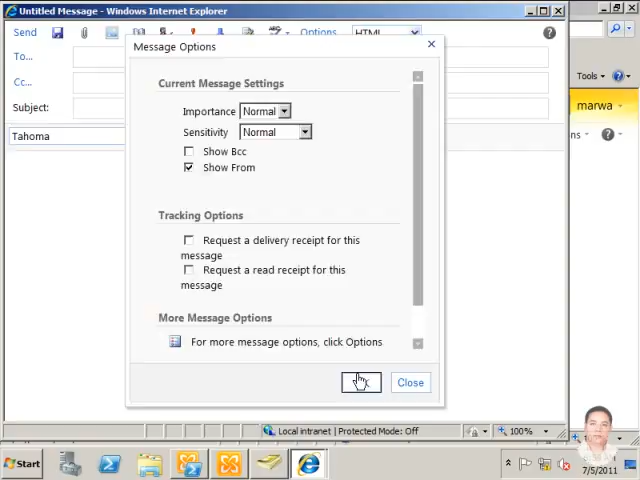 Untitled Message - Windows Internet Explorer
Send
Options
HTML
To...
Cc...
Subject:
Tahoma
Message Options
Current Message Settings
Importance Normal
Sensitivity Normal
Show Bcc
Show From
Tracking Options
Request a delivery receipt for this
message
Request a read receipt for this
message
More Message Options
For more message options, click Options
Close
Tools
marwa
ns
Local intranet | Protected Mode: Off
100%
Start
7/5/2011